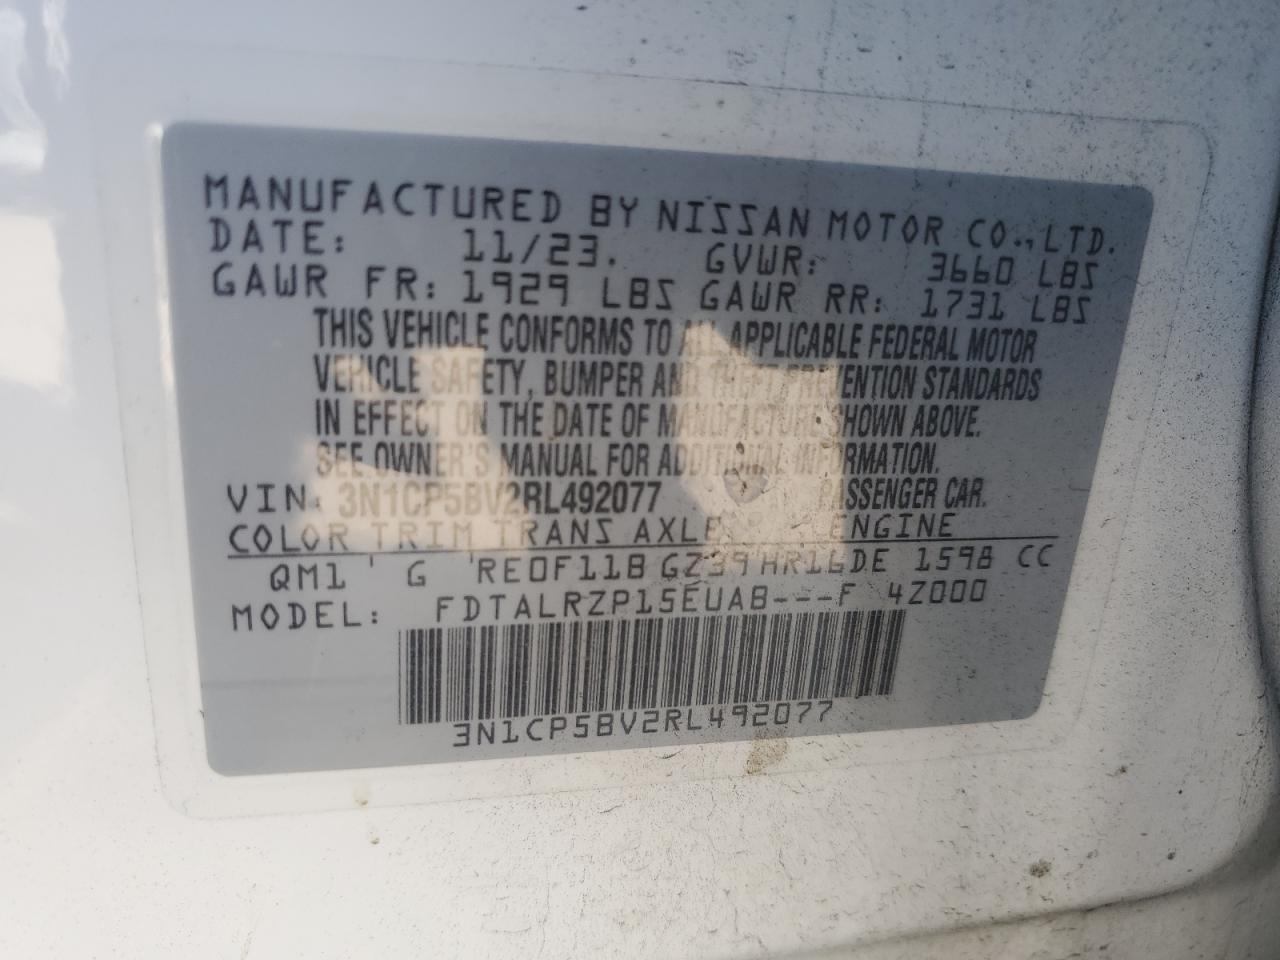 MANUFACTURED BY NISSAN MOTOR CO., LTD.
DATE: 11/23. GVWR: 3660 LBS
GAWR FR: 1929 LBS GAWR RR: 1731 LBS
THIS VEHICLE CONFORMS TO ALL APPLICABLE FEDERAL MOTOR
VEHICLE SAFETY, BUMPER AND THEFT PREVENTION STANDARDS
IN EFFECT ON THE DATE OF MANUFACTURE SHOWN ABOVE.
SEE OWNER'S MANUAL FOR ADDITIONAL INFORMATION.
VIN: 3N1CP5BV2RL492077 PASSENGER CAR.
COLOR TRIM TRANS AXLE ENGINE
QM1 ' G ' RE0F11B GZ39 HR16DE 1598 CC
MODEL: FDTALRZP15EUAB---F 4Z000
3N1CP5BV2RL492077